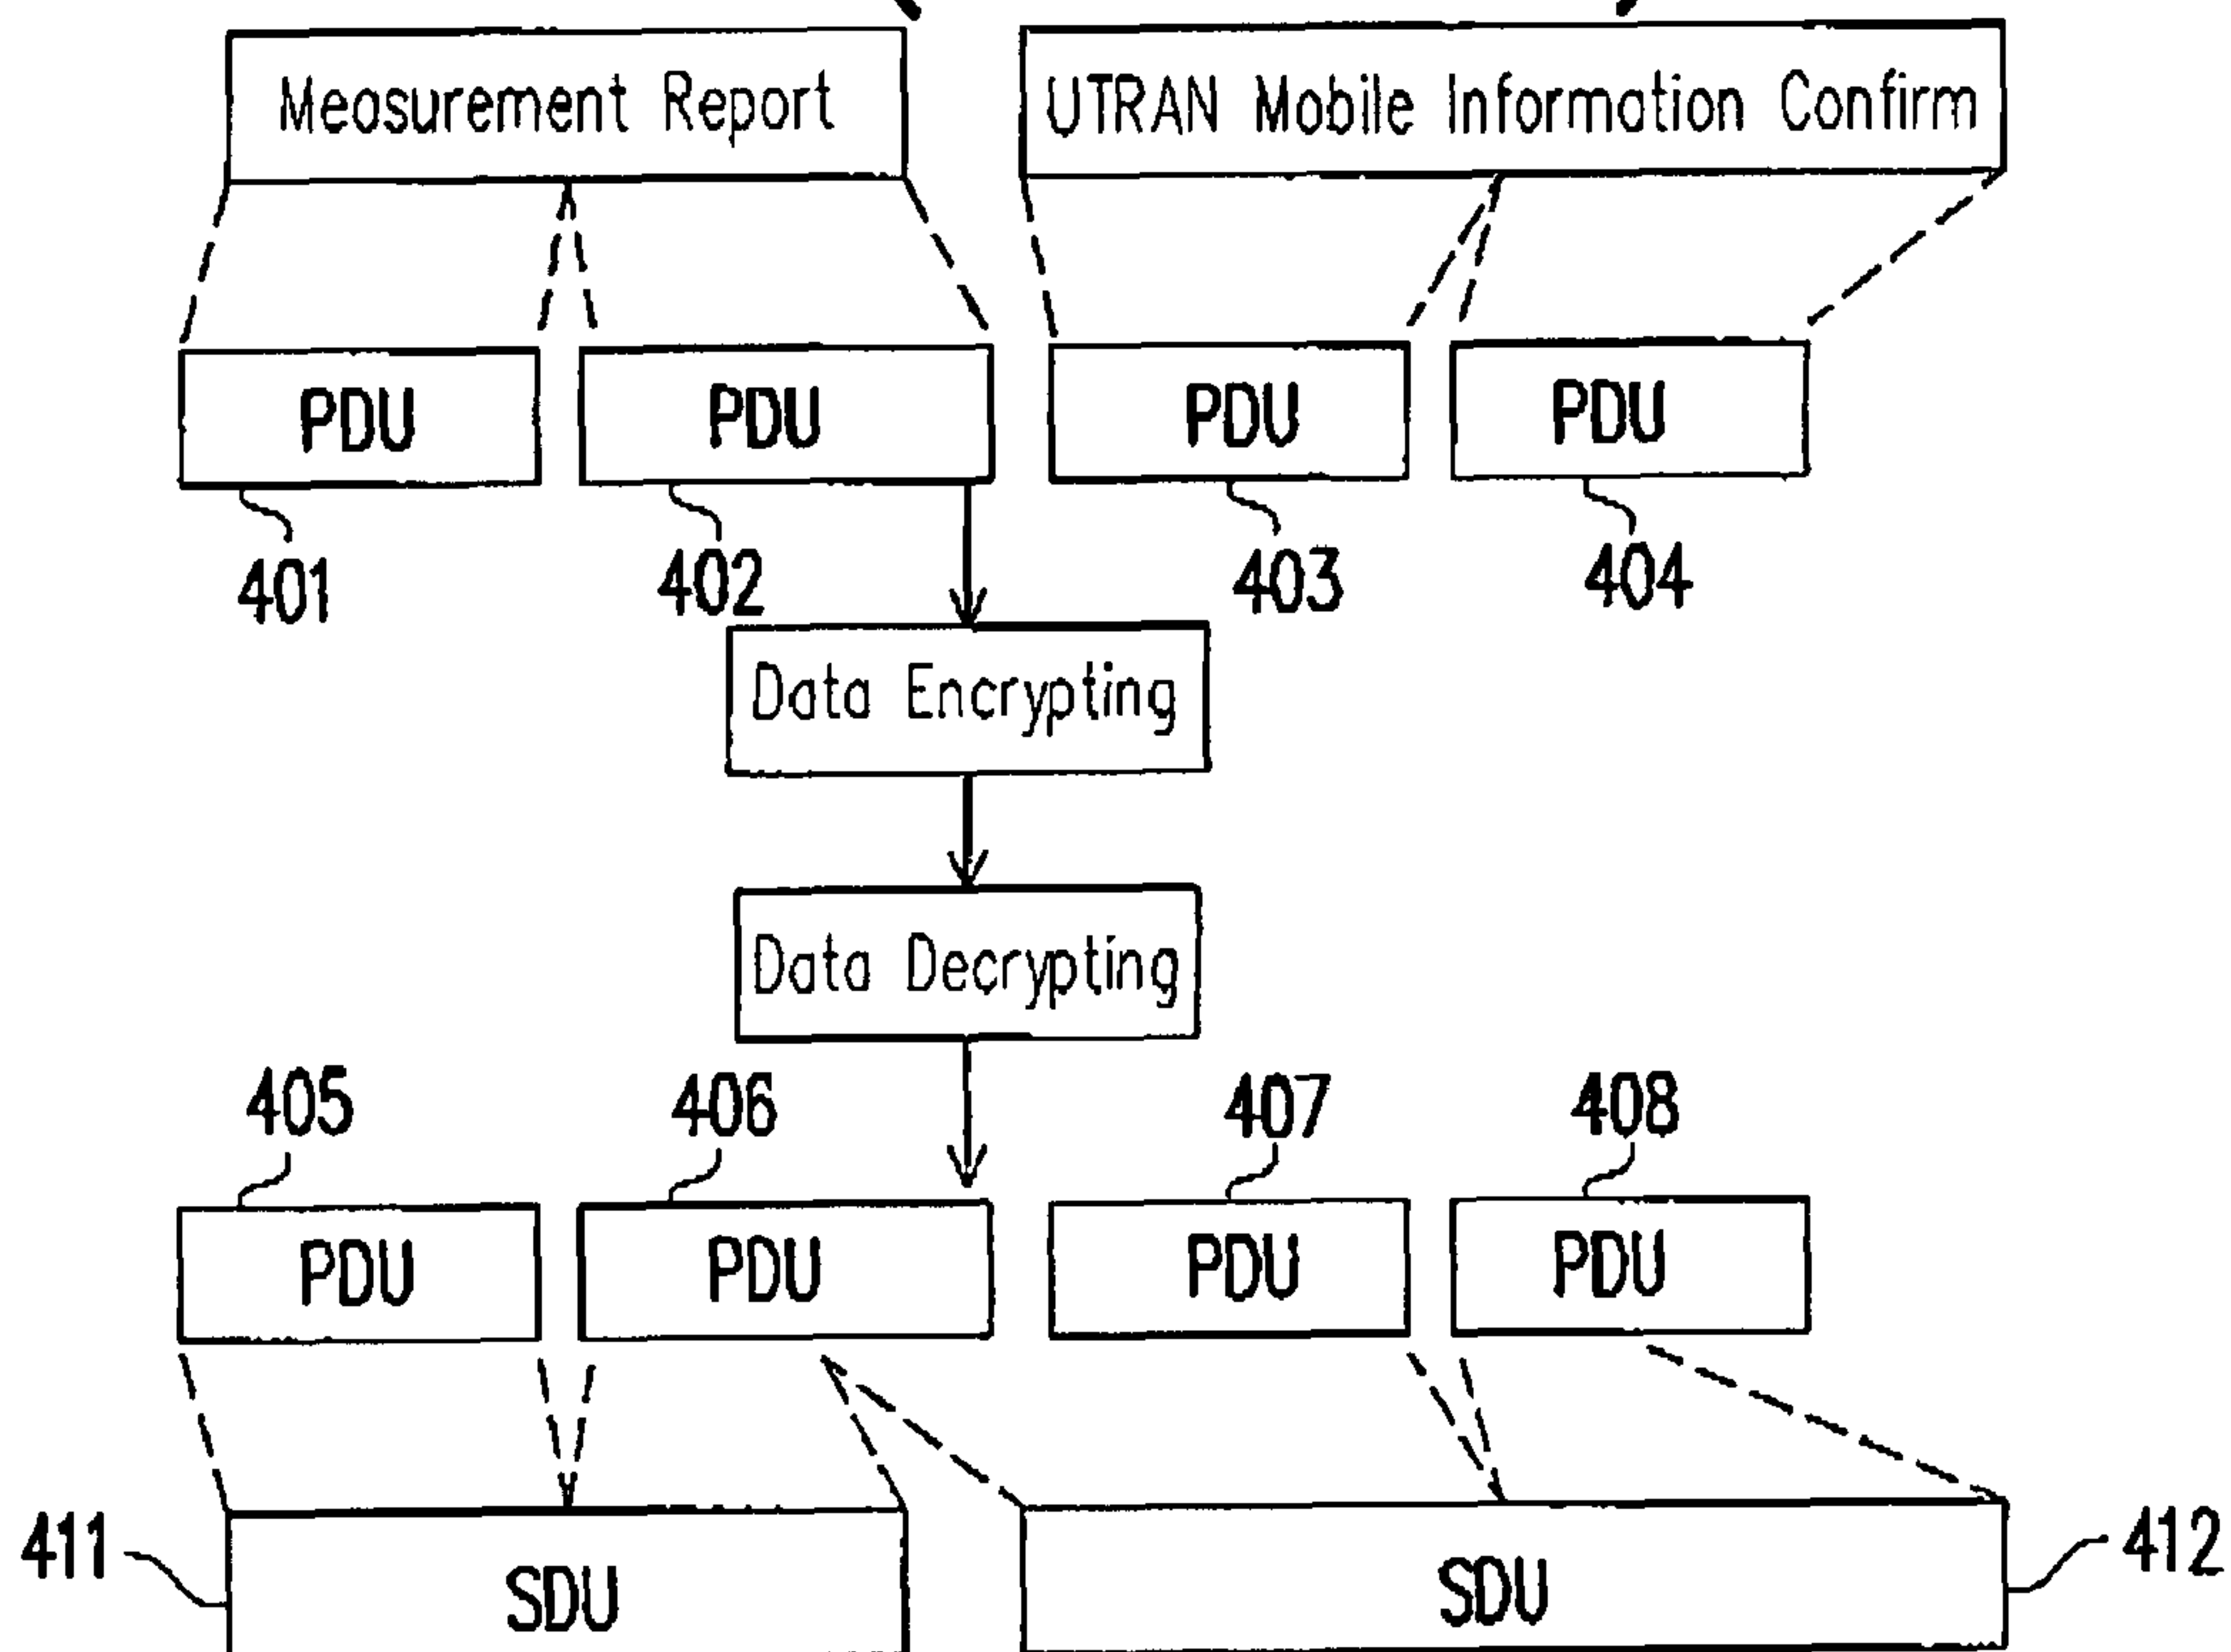 Measurement Report
UTRAN Mobile Information Confirm
PDU PDU PDU PDU
401 402 403 404
Data Encrypting
Data Decrypting
405 406 407 408
PDU PDU PDU PDU
411 SDU SDU 412